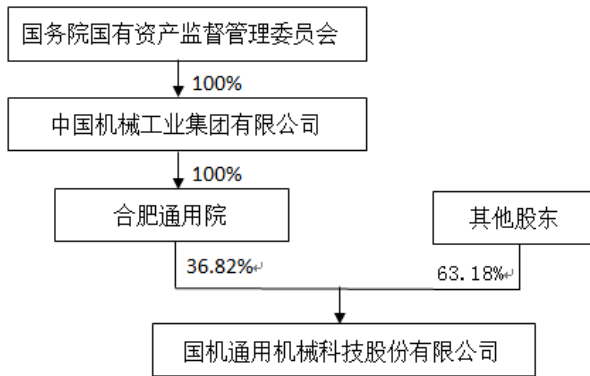 国务院国有资产监督管理委员会
100%
中国机械工业集团有限公司
100%
合肥通用院
其他股东
36.82%
63.18%
国机通用机械科技股份有限公司